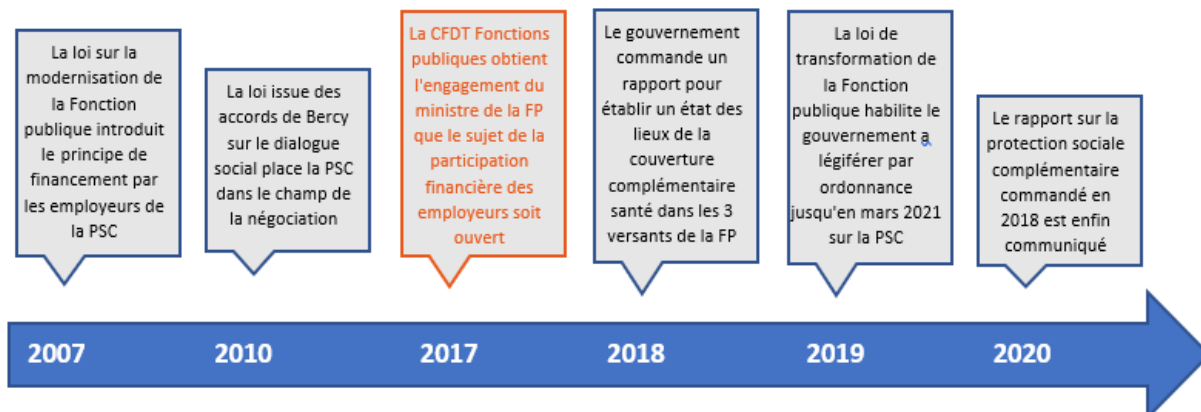 La loi sur la
modernisation de
la Fonction
publique introduit
le principe de
financement par
les employeurs de
la PSC
La loi issue des
accords de Bercy
sur le dialogue
social place la PSC
dans le champ de
la négociation
La CFDT Fonctions
publiques obtient
l'engagement du
ministre de la FP
que le sujet de la
participation
financière des
employeurs soit
ouvert
Le gouvernement
commande un
rapport pour
établir un état des
lieux de la
couverture
complémentaire
santé dans les 3
versants de la FP
La loi de
transformation de
la Fonction
publique habilite le
gouvernement a
légiférer par
ordonnance
jusqu'en mars 2021
sur la PSC
Le rapport sur la
protection sociale
complémentaire
commandé en
2018 est enfin
communiqué
2007
2010
2017
2018
2019
2020